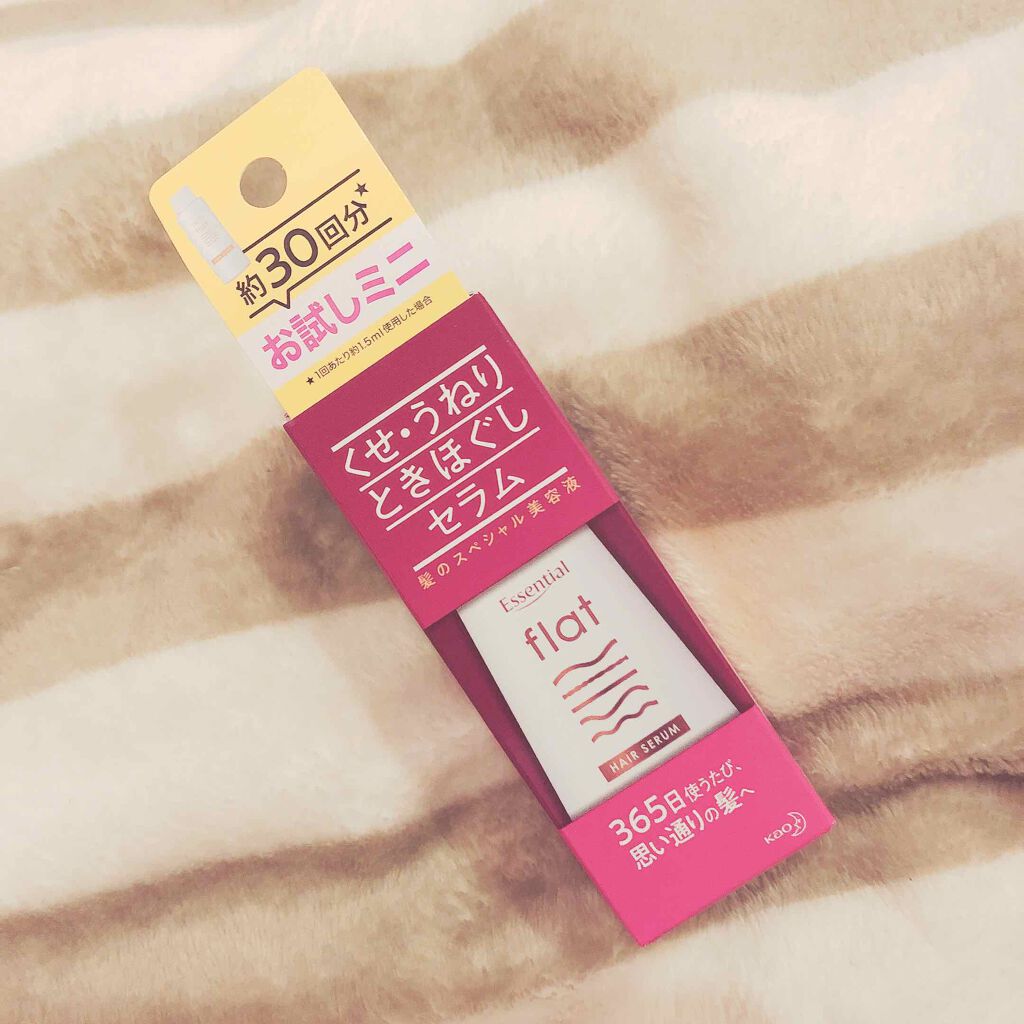 約30回分★
お試しミニ
★1回あたり約1.5ml使用した場合
くせ・うねり
ときほぐし
セラム
髪のスペシャル美容液
Essential
flat
HAIR SERUM
365日使うたび、
思い通りの髪へ
Kao